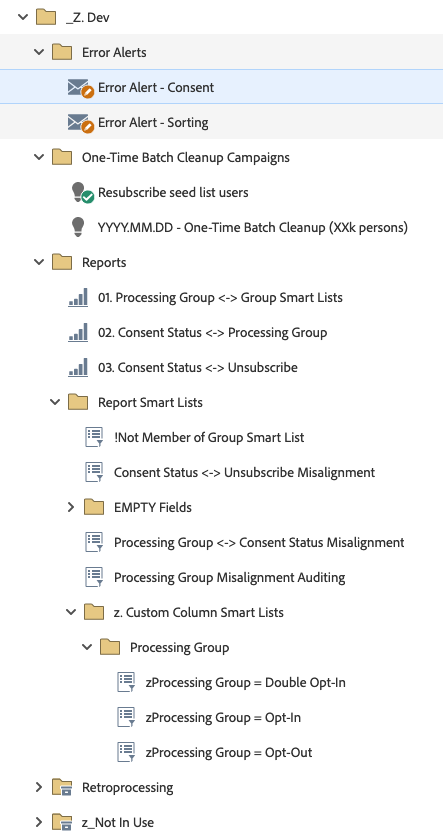 _Z. Dev
Error Alerts
Error Alert - Consent
Error Alert - Sorting
One-Time Batch Cleanup Campaigns
Resubscribe seed list users
YYYY.MM.DD - One-Time Batch Cleanup (XXk persons)
Reports
01. Processing Group <-> Group Smart Lists
02. Consent Status <-> Processing Group
03. Consent Status <-> Unsubscribe
Report Smart Lists
!Not Member of Group Smart List
Consent Status <-> Unsubscribe Misalignment
EMPTY Fields
Processing Group <-> Consent Status Misalignment
Processing Group Misalignment Auditing
z. Custom Column Smart Lists
Processing Group
zProcessing Group = Double Opt-In
zProcessing Group = Opt-In
zProcessing Group = Opt-Out
Retroprocessing
z_Not In Use